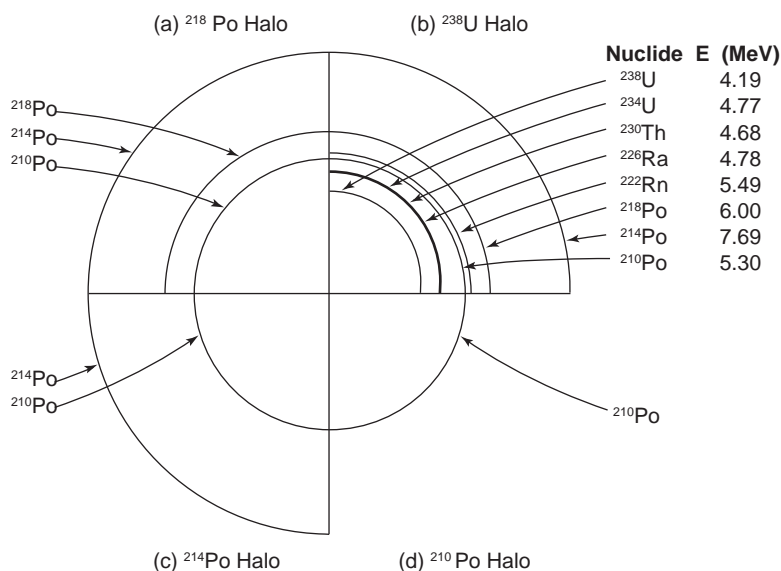 (a) ²¹⁸ Po Halo
(b) ²³⁸U Halo
Nuclide E (MeV)
²³⁸U 4.19
²³⁴U 4.77
²³⁰Th 4.68
²²⁶Ra 4.78
²²²Rn 5.49
²¹⁸Po 6.00
²¹⁴Po 7.69
²¹⁰Po 5.30
²¹⁸Po
²¹⁴Po
²¹⁰Po
²¹⁴Po
²¹⁰Po
²¹⁰Po
(c) ²¹⁴Po Halo
(d) ²¹⁰ Po Halo